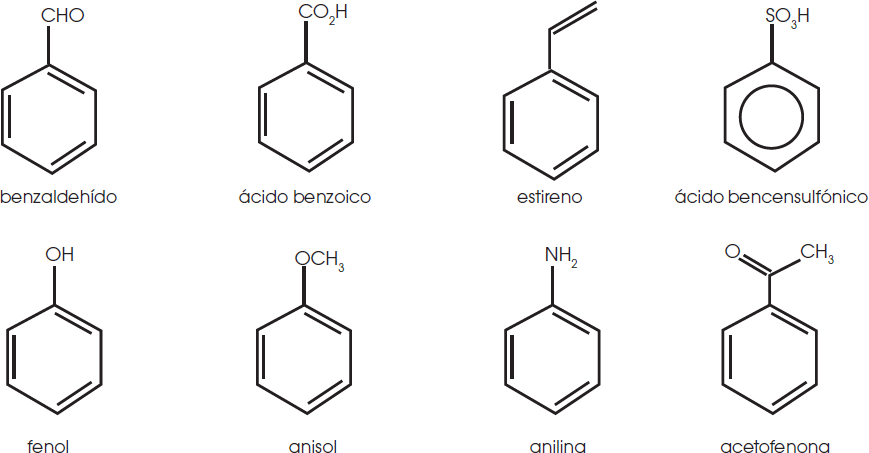 CHO
CO₂H
SO₃H
benzaldehído
ácido benzoico
estireno
ácido bencensulfónico
OH
OCH₃
NH₂
O
CH₃
fenol
anisol
anilina
acetofenona